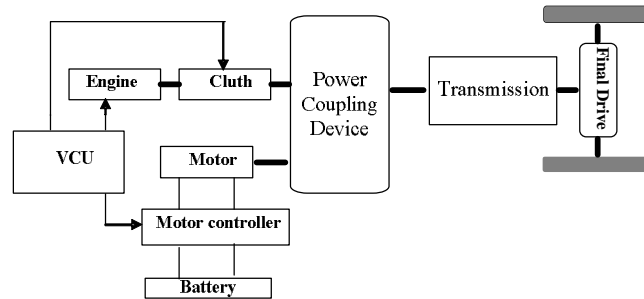 Engine
Cluth
Power
Coupling
Device
Transmission
Final Drive
VCU
Motor
Motor controller
Battery